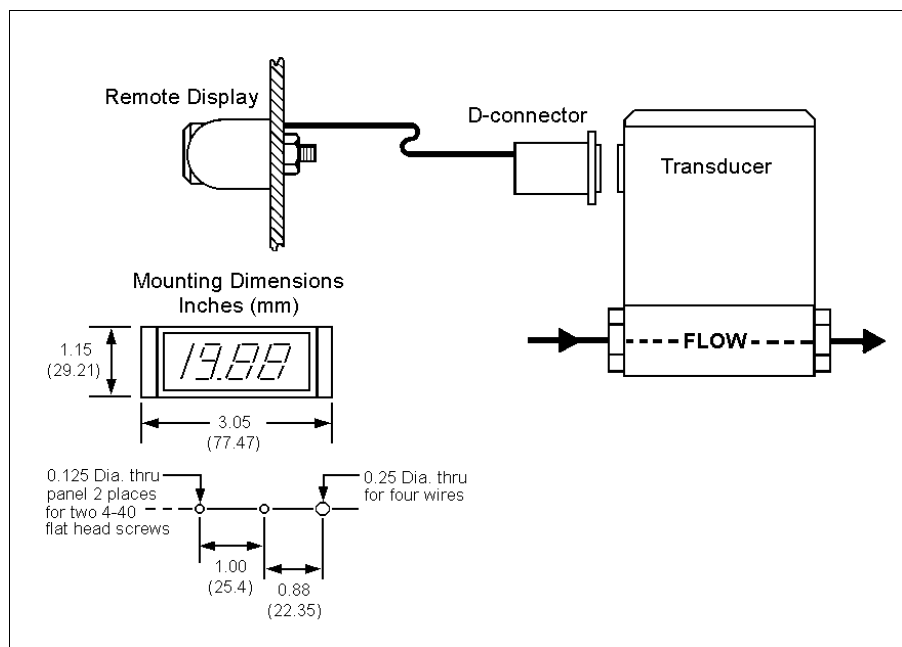 Remote Display
D-connector
Transducer
Mounting Dimensions
Inches (mm)
1.15
(29.21)
19.88
FLOW
3.05
(77.47)
0.125 Dia. thru
panel 2 places
for two 4-40
flat head screws
0.25 Dia. thru
for four wires
1.00
(25.4)
0.88
(22.35)